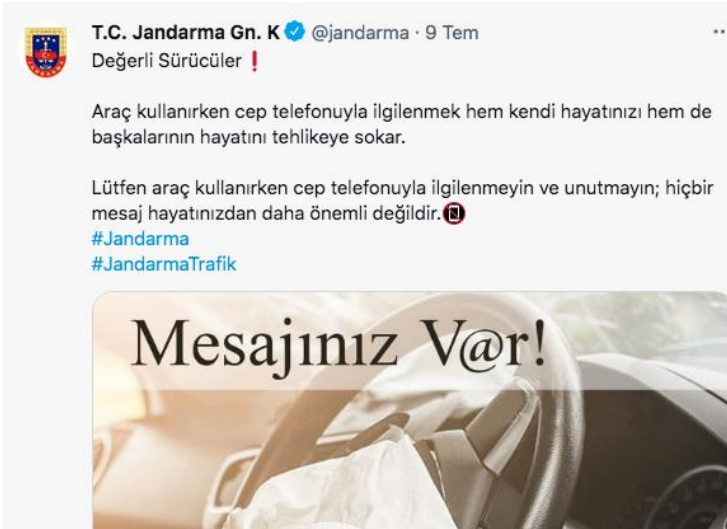 T.C. Jandarma Gn. K @jandarma · 9 Tem
Değerli Sürücüler❗
Araç kullanırken cep telefonuyla ilgilenmek hem kendi hayatınızı hem de
başkalarının hayatını tehlikeye sokar.
Lütfen araç kullanırken cep telefonuyla ilgilenmeyin ve unutmayın; hiçbir
mesaj hayatınızdan daha önemli değildir.📵
#Jandarma
#JandarmaTrafik
Mesajınız V@r!